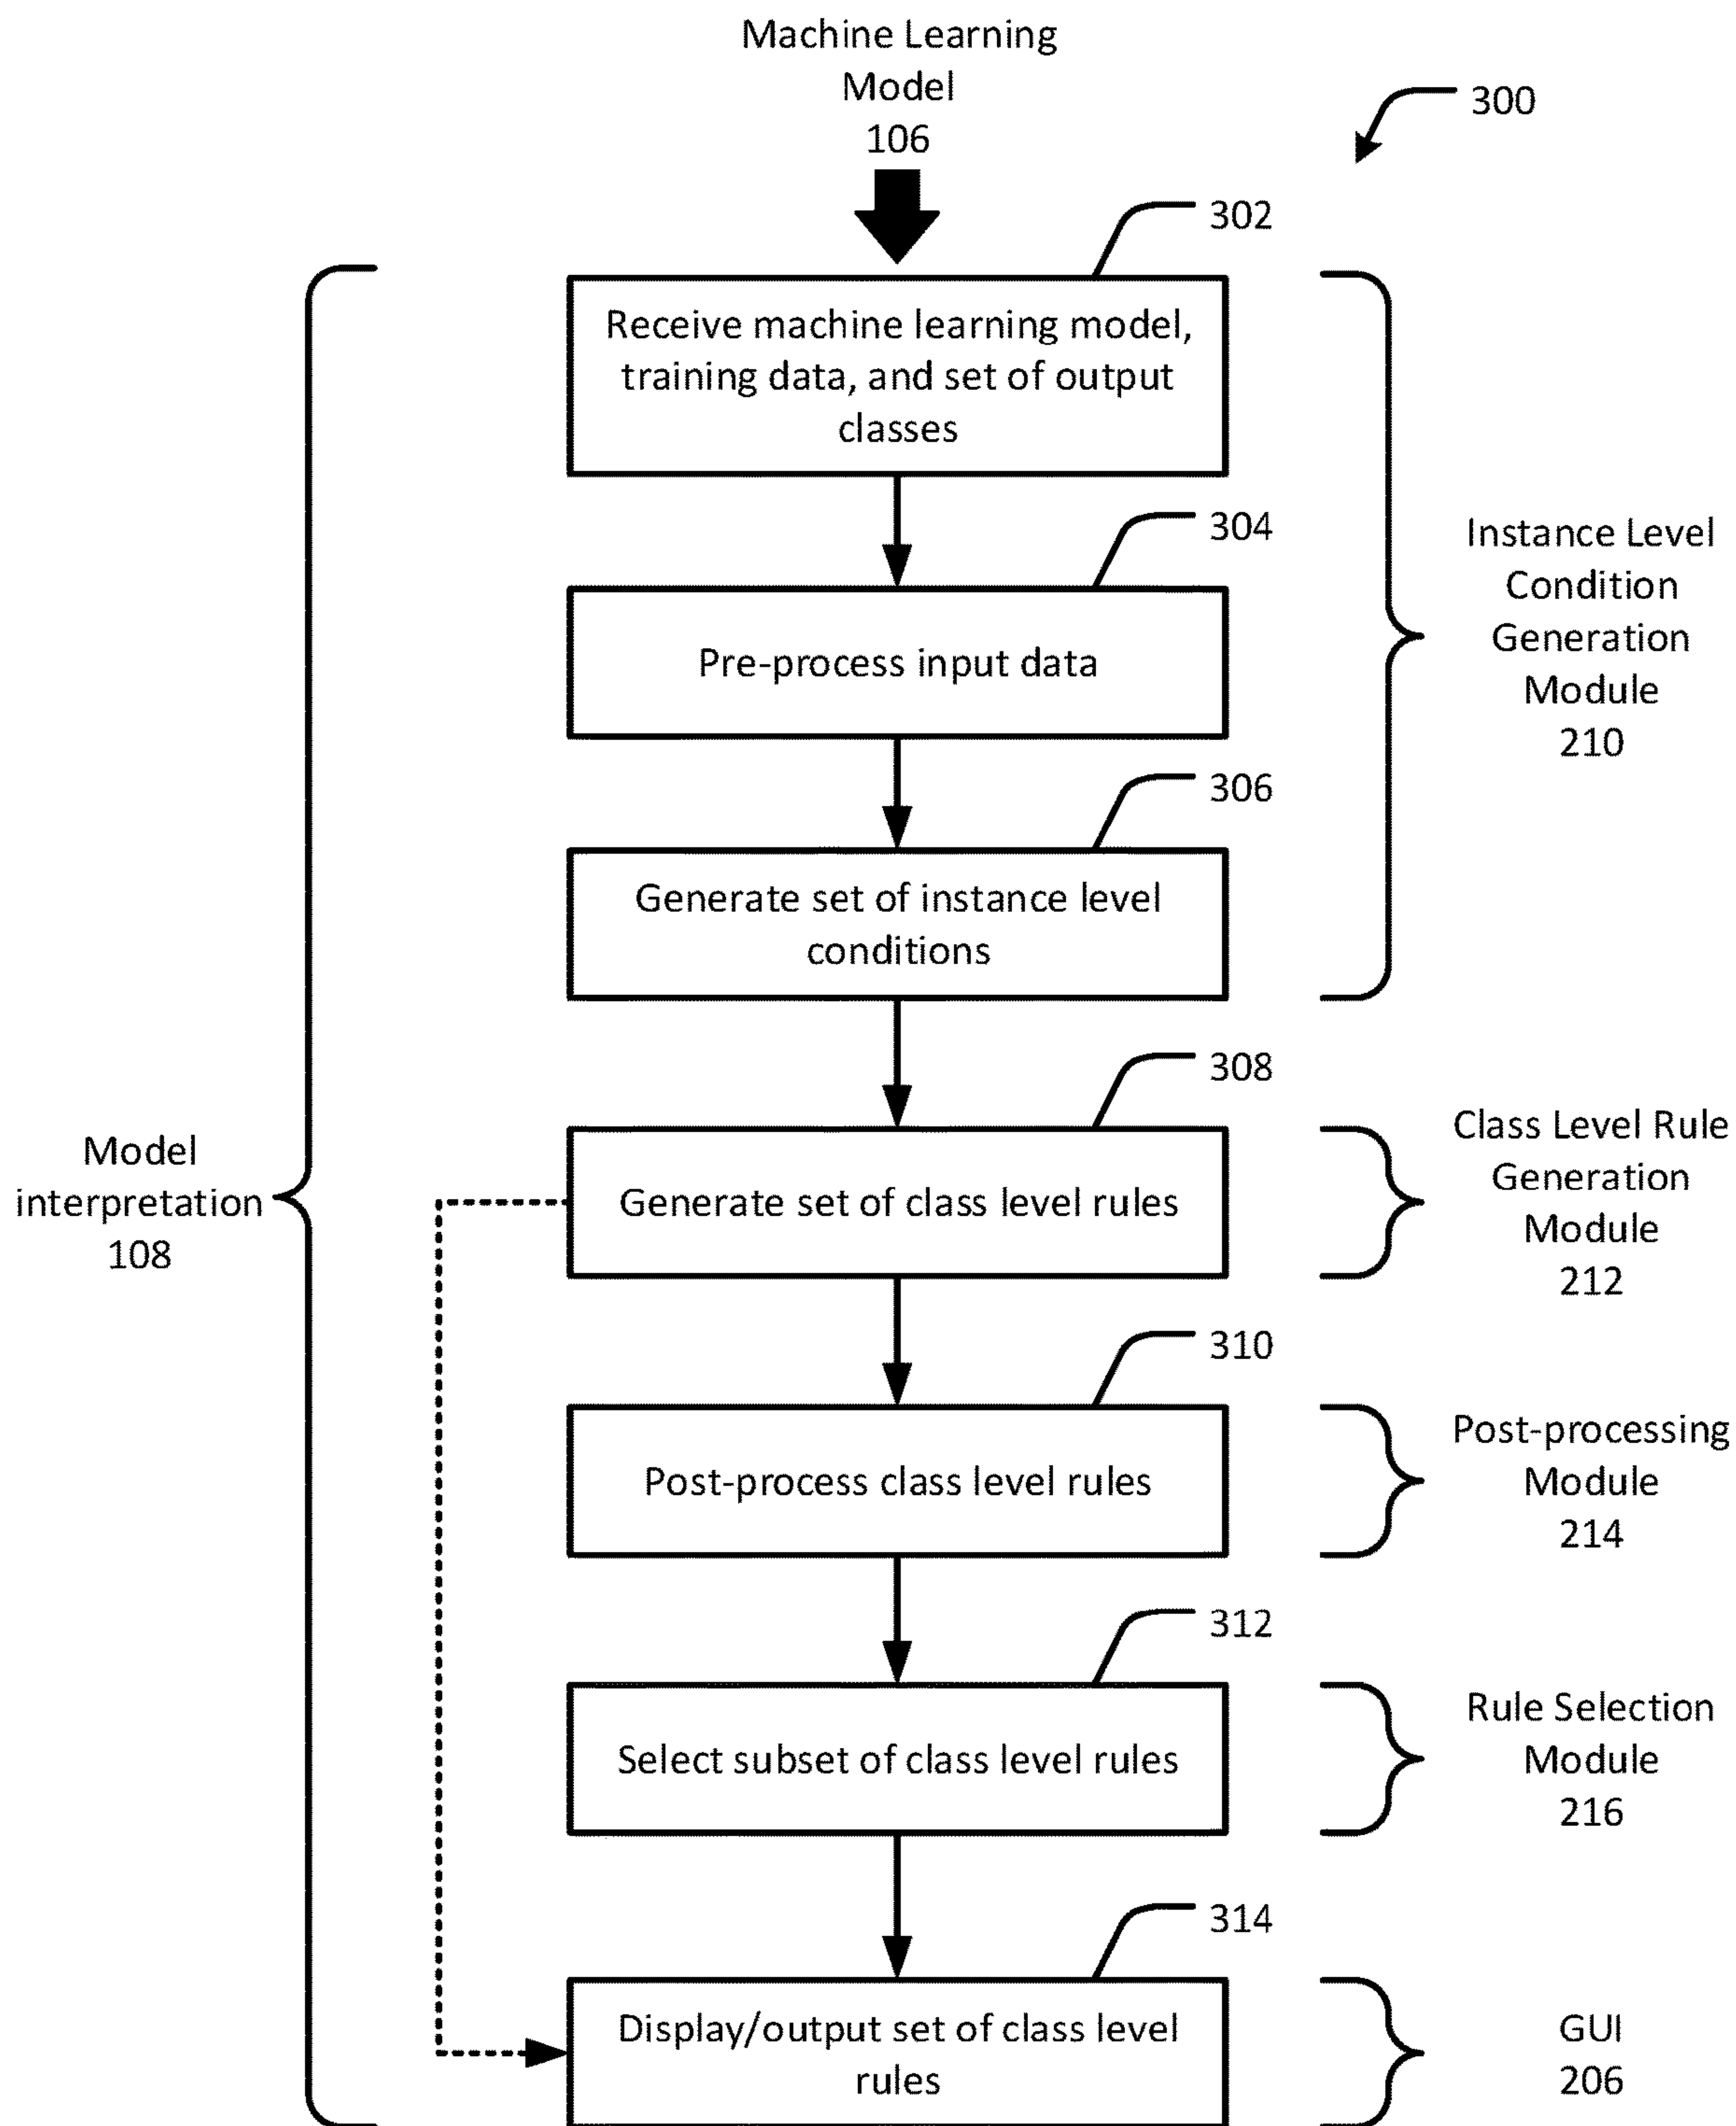 Machine Learning
Model
106
300
302
Receive machine learning model,
training data, and set of output
classes
304
Pre-process input data
Instance Level
Condition
Generation
Module
210
306
Generate set of instance level
conditions
308
Generate set of class level rules
Class Level Rule
Generation
Module
212
Model
interpretation
108
310
Post-process class level rules
Post-processing
Module
214
312
Select subset of class level rules
Rule Selection
Module
216
314
Display/output set of class level
rules
GUI
206